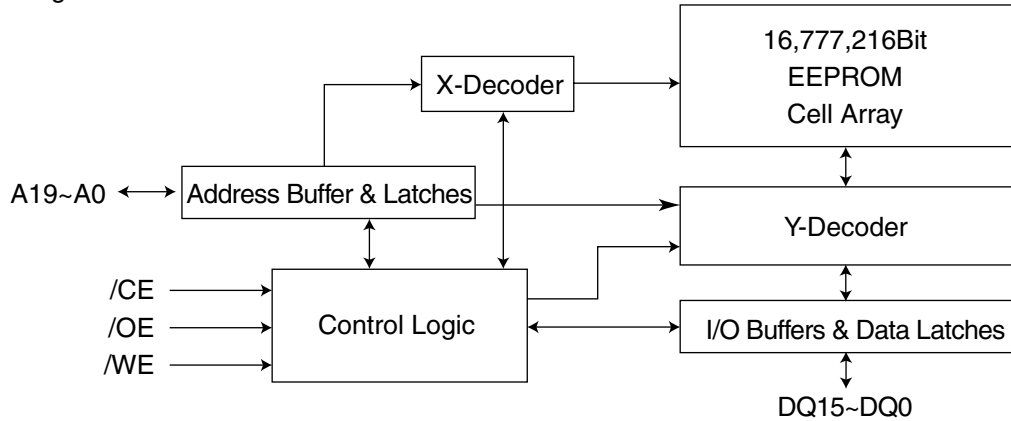 16,777,216Bit
EEPROM
Cell Array
X-Decoder
A19~A0
Address Buffer & Latches
Y-Decoder
/CE
/OE
/WE
Control Logic
I/O Buffers & Data Latches
DQ15~DQ0